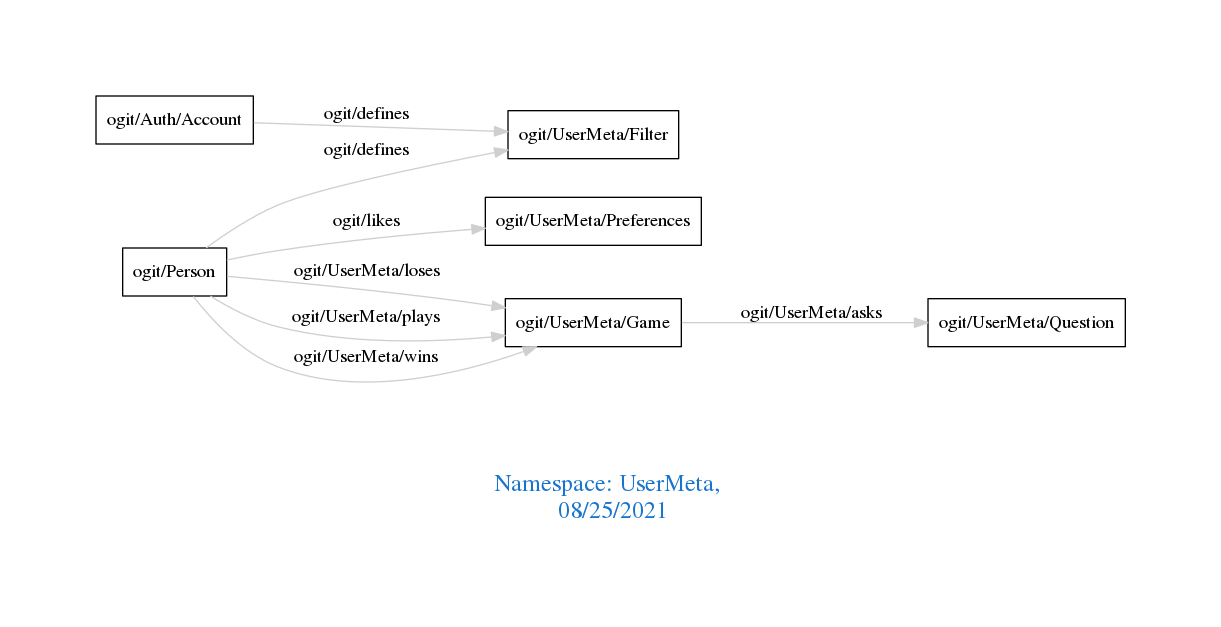 ogit/Auth/Account
ogit/defines
ogit/UserMeta/Filter
ogit/defines
ogit/likes
ogit/UserMeta/Preferences
ogit/Person
ogit/UserMeta/loses
ogit/UserMeta/plays
ogit/UserMeta/Game
ogit/UserMeta/asks
ogit/UserMeta/Question
ogit/UserMeta/wins
Namespace: UserMeta,
08/25/2021